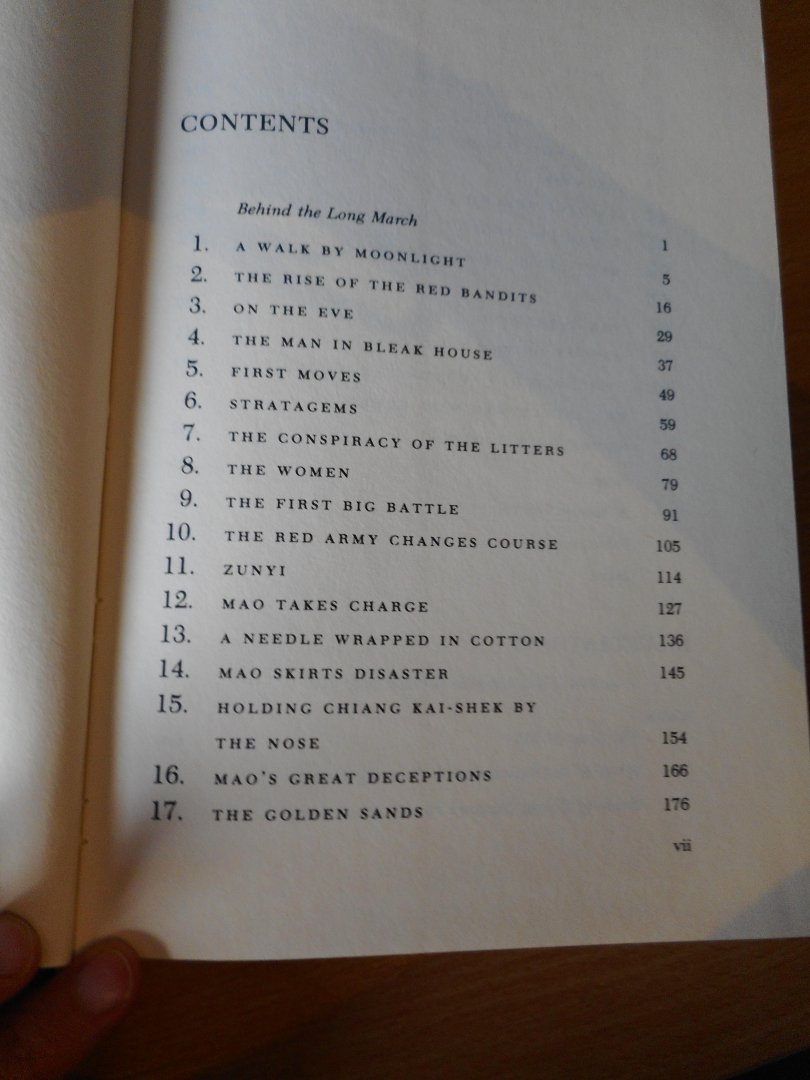 CONTENTS
Behind the Long March 1
1. A WALK BY MOONLIGHT 5
2. THE RISE OF THE RED BANDITS 16
3. ON THE EVE 29
4. THE MAN IN BLEAK HOUSE 37
5. FIRST MOVES 49
6. STRATAGEMS 59
7. THE CONSPIRACY OF THE LITTERS 68
8. THE WOMEN 79
9. THE FIRST BIG BATTLE 91
10. THE RED ARMY CHANGES COURSE 105
11. ZUNYI 114
12. MAO TAKES CHARGE 127
13. A NEEDLE WRAPPED IN COTTON 136
14. MAO SKIRTS DISASTER 145
15. HOLDING CHIANG KAI-SHEK BY
THE NOSE 154
16. MAO'S GREAT DECEPTIONS 166
17. THE GOLDEN SANDS 176
vii